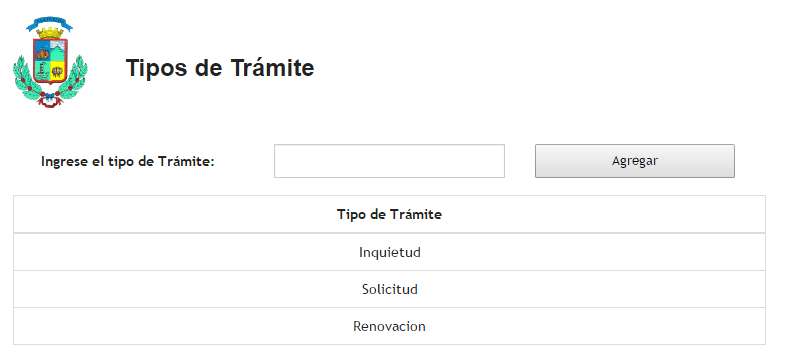 Tipos de Trámite
Ingrese el tipo de Trámite:
Agregar
Tipo de Trámite
Inquietud
Solicitud
Renovacion